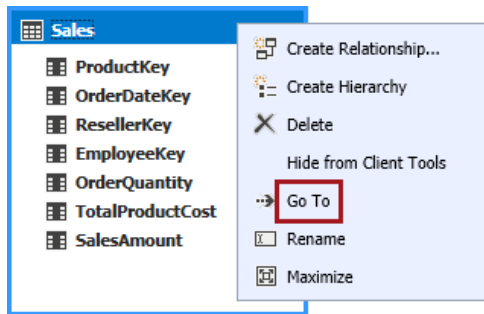 Sales
ProductKey
OrderDateKey
ResellerKey
EmployeeKey
OrderQuantity
TotalProductCost
SalesAmount
Create Relationship...
Create Hierarchy
Delete
Hide from Client Tools
Go To
Rename
Maximize